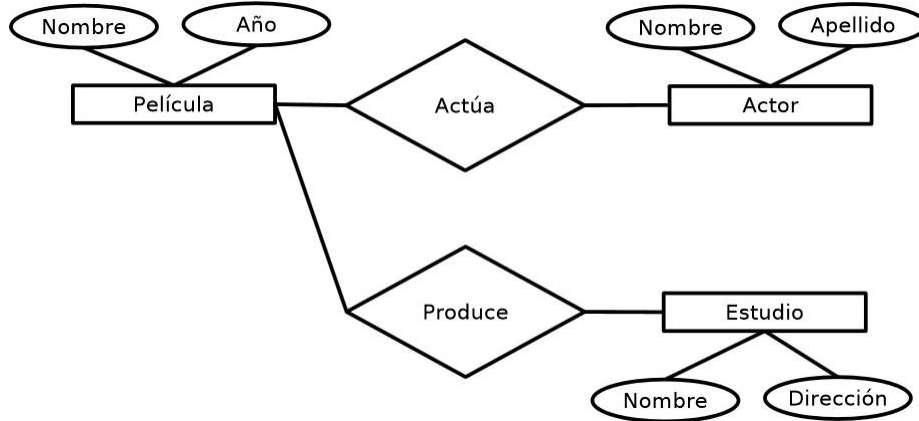 Nombre
Año
Nombre
Apellido
Película
Actúa
Actor
Produce
Estudio
Nombre
Dirección